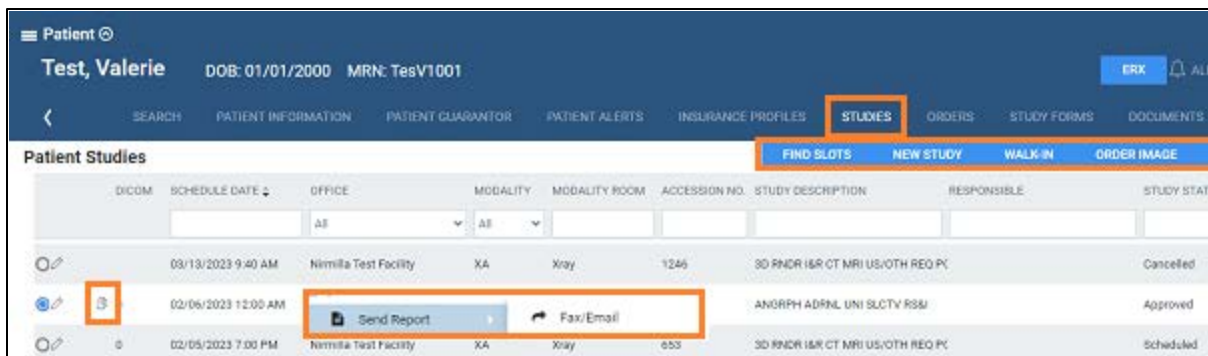 Patient
Test, Valerie DOB: 01/01/2000 MRN: TesV1001 ERX
SEARCH PATIENT INFORMATION PATIENT GUARANTOR PATIENT ALERTS INSURANCE PROFILES STUDIES ORDERS STUDY FORMS DOCUMENTS
Patient Studies FIND SLOTS NEW STUDY WALK-IN ORDER IMAGE
DICOM SCHEDULE DATE OFFICE MODALITY MODALITY ROOM ACCESSION NO. STUDY DESCRIPTION RESPONSIBLE STUDY STAT
All All
03/13/2023 9:40 AM Nirmilla Test Facility XA Xray 1246 3D RNDR I&R CT MRI US/OTH REQ PC Cancelled
02/06/2023 12:00 AM ANGRPH ADRNL UNI SLCTV RS&I Approved
Send Report Fax/Email
0 02/05/2023 7:00 PM Nirmilla Test Facility XA Xray 653 3D RNDR I&R CT MRI US/OTH REQ PC Scheduled